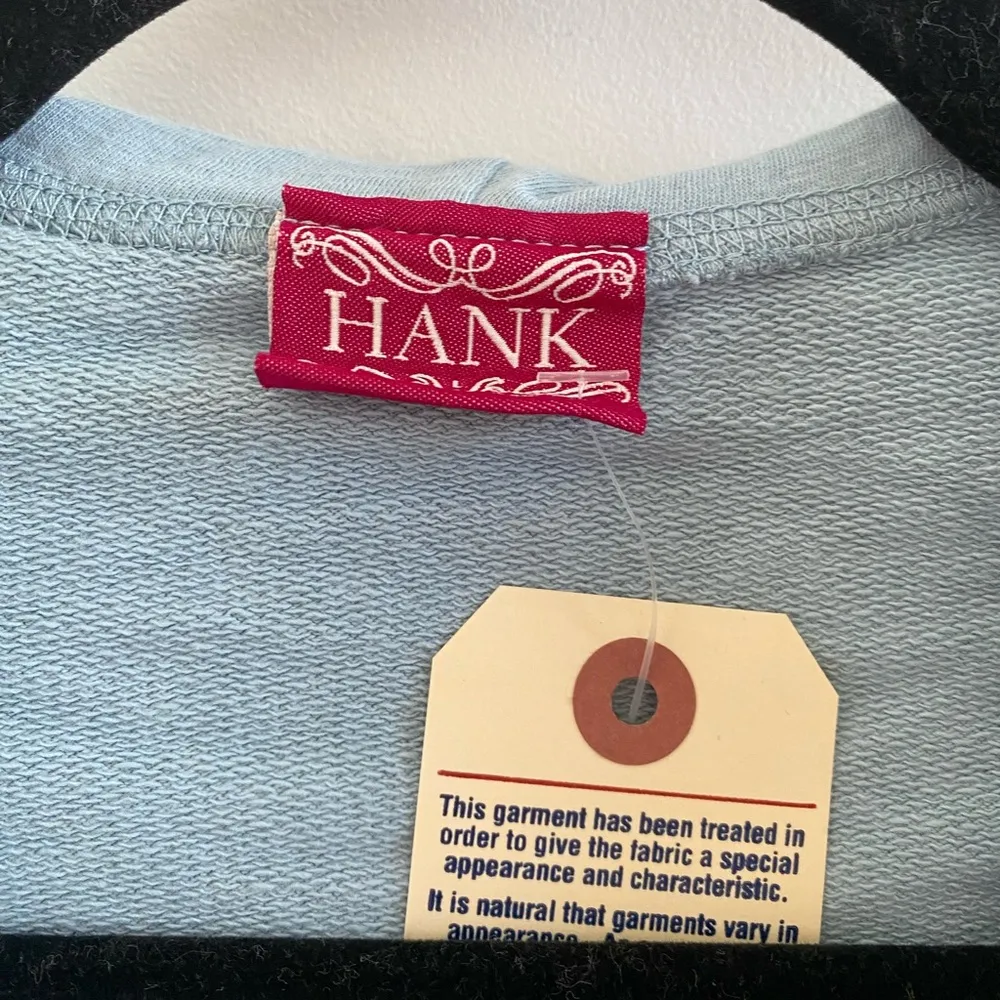 HANK
This garment has been treated in
order to give the fabric a special
appearance and characteristic.
It is natural that garments vary in
appearance.